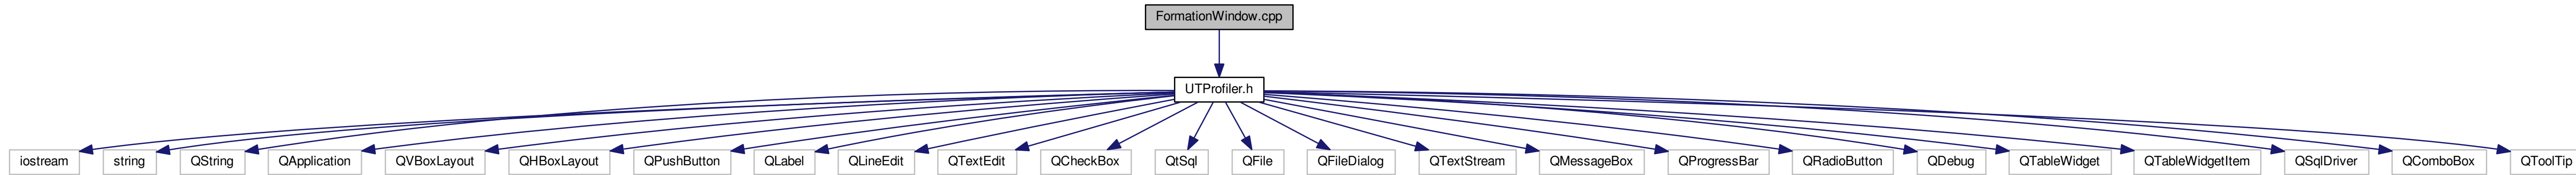 FormationWindow.cpp
UTProfiler.h
iostream
string
QString
QApplication
QVBoxLayout
QHBoxLayout
QPushButton
QLabel
QLineEdit
QTextEdit
QCheckBox
QtSql
QFile
QFileDialog
QTextStream
QMessageBox
QProgressBar
QRadioButton
QDebug
QTableWidget
QTableWidgetItem
QSqlDriver
QComboBox
QToolTip